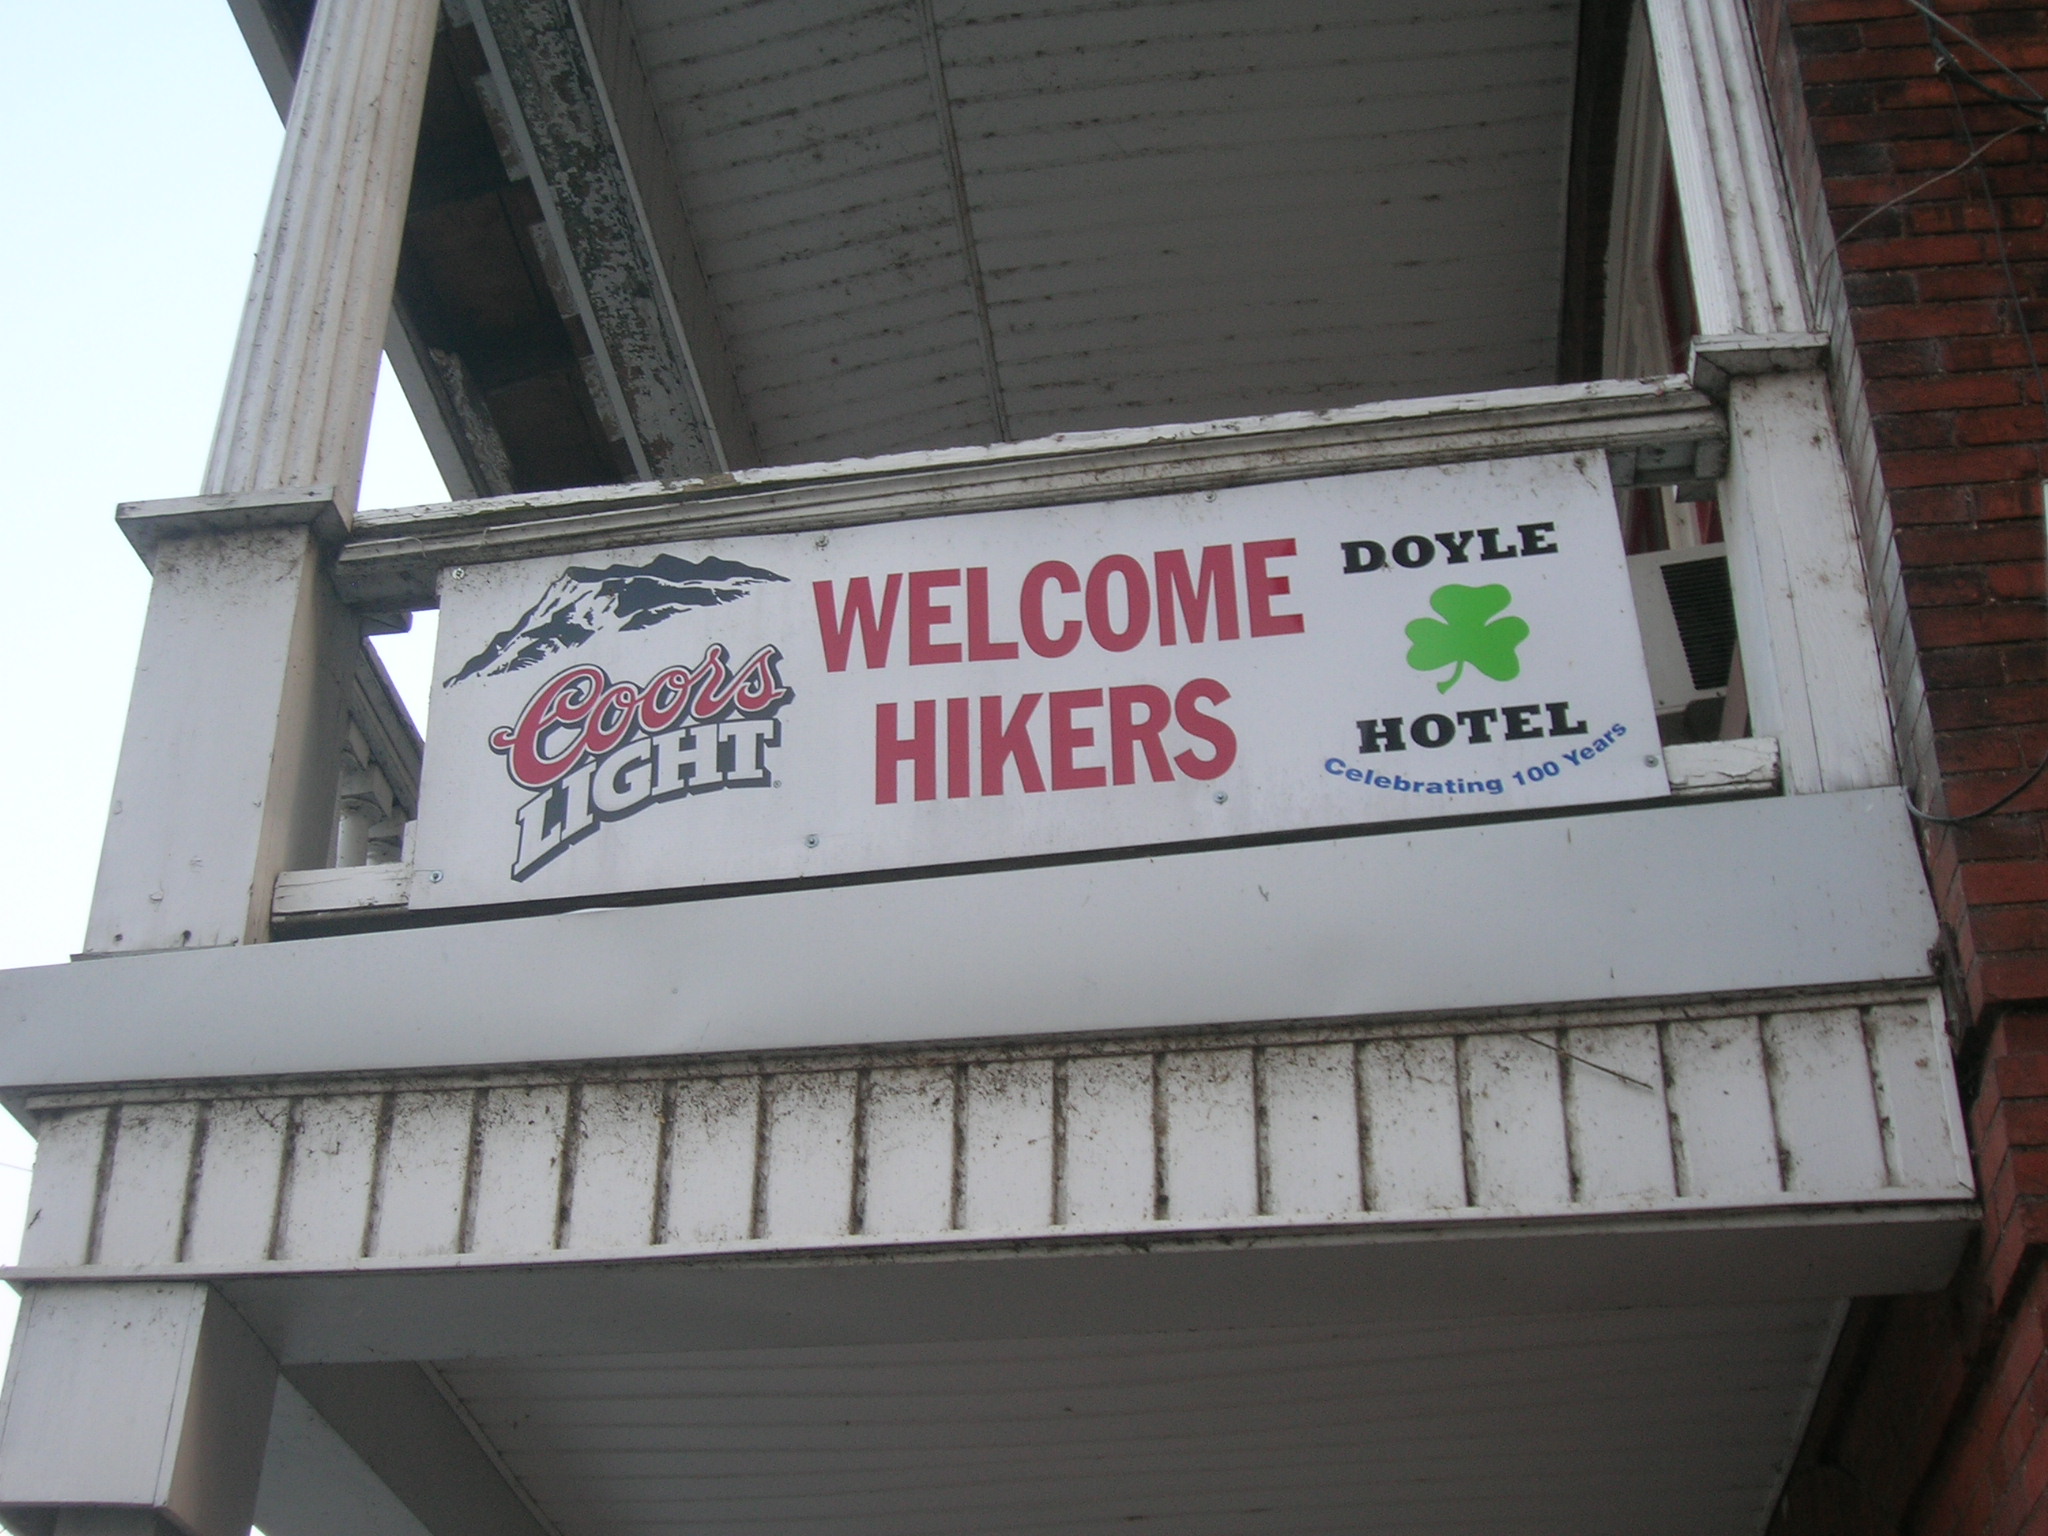 Coors
LIGHT
WELCOME
HIKERS
DOYLE
HOTEL
Celebrating 100 Years